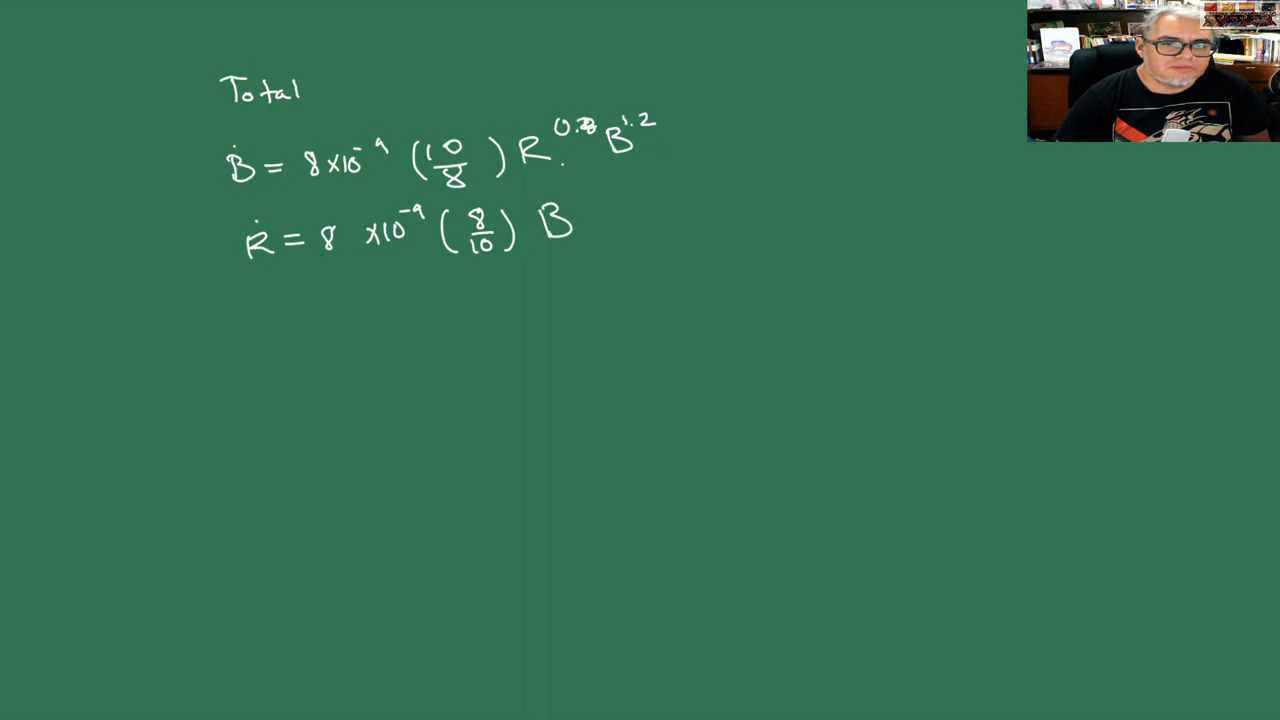 Total
Ḃ = 8×10⁻⁹ (10/8) R^0.8 B^1.2
Ṙ = 8 ×10⁻⁹ (8/10) B